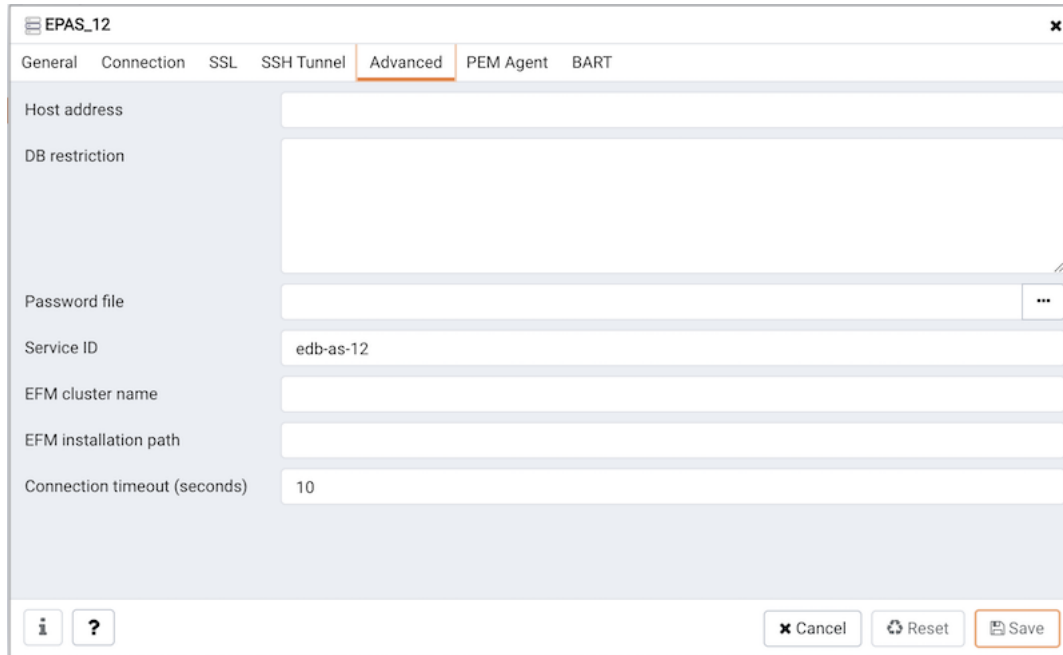 EPAS_12
General Connection SSL SSH Tunnel Advanced PEM Agent BART
Host address
DB restriction
Password file
Service ID edb-as-12
EFM cluster name
EFM installation path
Connection timeout (seconds) 10
i ? Cancel Reset Save